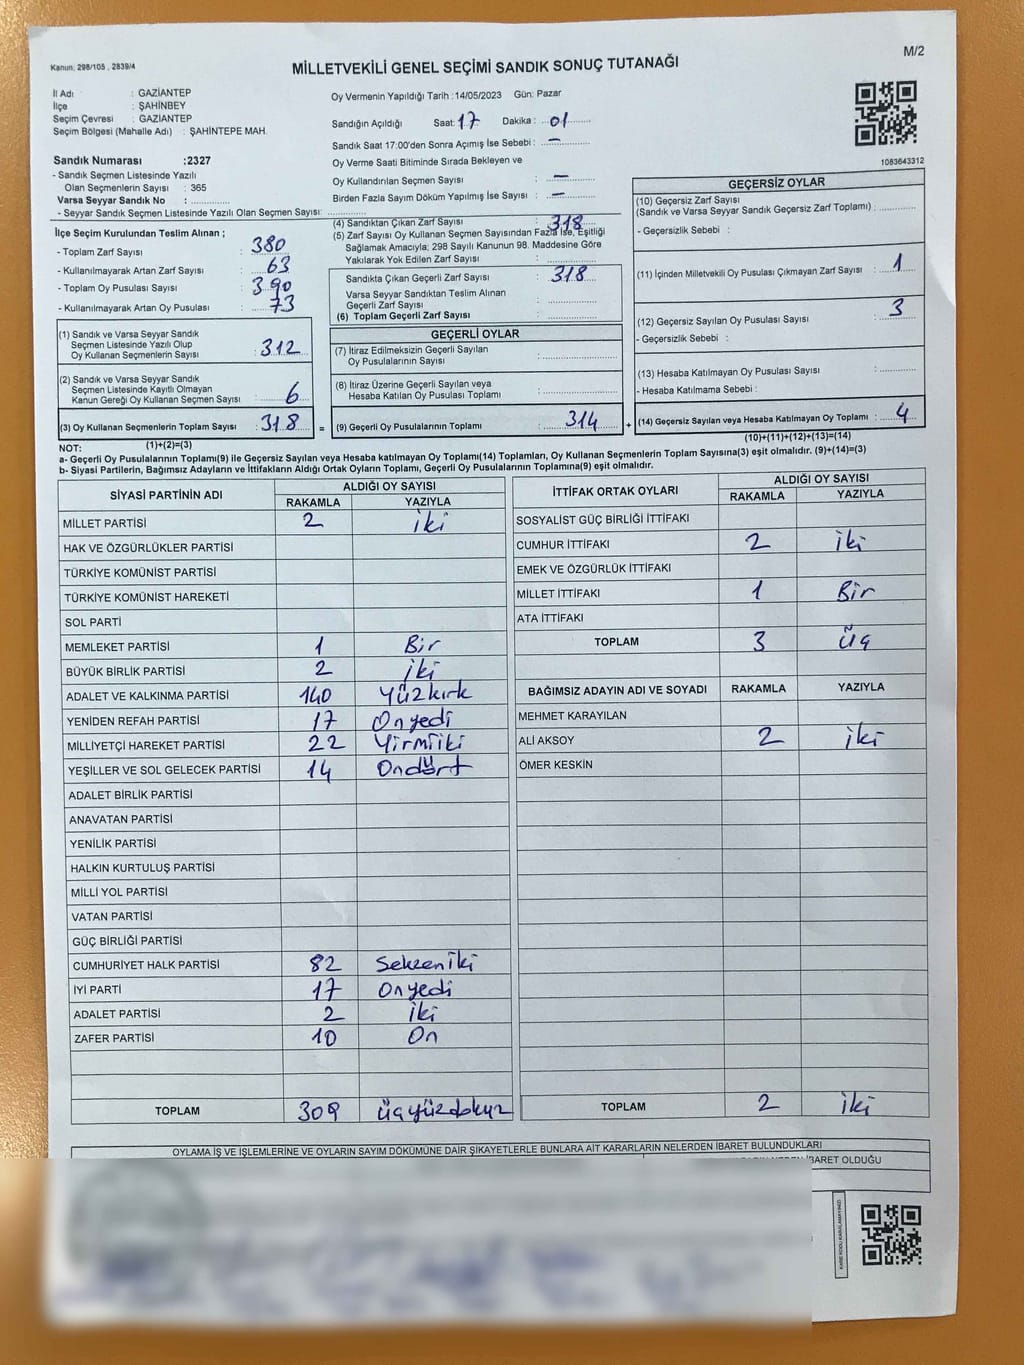 Kanun: 298/105 , 2839/4
MİLLETVEKİLİ GENEL SEÇİMİ SANDIK SONUÇ TUTANAĞI
M/2
İl Adı : GAZİANTEP
İlçe : ŞAHİNBEY
Seçim Çevresi : GAZİANTEP
Seçim Bölgesi (Mahalle Adı) : ŞAHİNTEPE MAH.
Oy Vermenin Yapıldığı Tarih :14/05/2023 Gün: Pazar
Sandığın Açıldığı Saat: 17 Dakika : 01
Sandık Saat 17:00'den Sonra Açımış İse Sebebi : —
Oy Verme Saati Bitiminde Sırada Bekleyen ve
Oy Kullandırılan Seçmen Sayısı : —
Birden Fazla Sayım Döküm Yapılmış İse Sayısı : —
1083643312
Sandık Numarası :2327
- Sandık Seçmen Listesinde Yazılı
Olan Seçmenlerin Sayısı : 365
Varsa Seyyar Sandık No :
- Seyyar Sandık Seçmen Listesinde Yazılı Olan Seçmen Sayısı:
İlçe Seçim Kurulundan Teslim Alınan ;
- Toplam Zarf Sayısı : 380
- Kullanılmayarak Artan Zarf Sayısı : 63
- Toplam Oy Pusulası Sayısı : 390
- Kullanılmayarak Artan Oy Pusulası : 73
(1) Sandık ve Varsa Seyyar Sandık
Seçmen Listesinde Yazılı Olup
Oy Kullanan Seçmenlerin Sayısı : 312
(2) Sandık ve Varsa Seyyar Sandık
Seçmen Listesinde Kayıtlı Olmayan
Kanun Gereği Oy Kullanan Seçmen Sayısı : 6
(3) Oy Kullanan Seçmenlerin Toplam Sayısı : 318 =
(1)+(2)=(3)
(4) Sandıktan Çıkan Zarf Sayısı : 318
(5) Zarf Sayısı Oy Kullanan Seçmen Sayısından Fazla İse, Eşitliği
Sağlamak Amacıyla; 298 Sayılı Kanunun 98. Maddesine Göre
Yakılarak Yok Edilen Zarf Sayısı :
Sandıkta Çıkan Geçerli Zarf Sayısı : 318
Varsa Seyyar Sandıktan Teslim Alınan
Geçerli Zarf Sayısı :
(6) Toplam Geçerli Zarf Sayısı :
GEÇERLİ OYLAR
(7) İtiraz Edilmeksizin Geçerli Sayılan
Oy Pusulalarının Sayısı :
(8) İtiraz Üzerine Geçerli Sayılan veya
Hesaba Katılan Oy Pusulası Toplamı :
(9) Geçerli Oy Pusulalarının Toplamı : 314 +
GEÇERSİZ OYLAR
(10) Geçersiz Zarf Sayısı
(Sandık ve Varsa Seyyar Sandık Geçersiz Zarf Toplamı) :
- Geçersizlik Sebebi :
(11) İçinden Milletvekili Oy Pusulası Çıkmayan Zarf Sayısı : 1
(12) Geçersiz Sayılan Oy Pusulası Sayısı : 3
- Geçersizlik Sebebi :
(13) Hesaba Katılmayan Oy Pusulası Sayısı :
- Hesaba Katılmama Sebebi :
(14) Geçersiz Sayılan veya Hesaba Katılmayan Oy Toplamı : 4
(10)+(11)+(12)+(13)=(14)
NOT:
a- Geçerli Oy Pusulalarının Toplamı(9) ile Geçersiz Sayılan veya Hesaba katılmayan Oy Toplamı(14) Toplamları, Oy Kullanan Seçmenlerin Toplam Sayısına(3) eşit olmalıdır. (9)+(14)=(3)
b- Siyasi Partilerin, Bağımsız Adayların ve İttifakların Aldığı Ortak Oyların Toplamı, Geçerli Oy Pusulalarının Toplamına(9) eşit olmalıdır.
SİYASİ PARTİNİN ADI ALDIĞI OY SAYISI
RAKAMLA YAZIYLA
MİLLET PARTİSİ 2 iki
HAK VE ÖZGÜRLÜKLER PARTİSİ
TÜRKİYE KOMÜNİST PARTİSİ
TÜRKİYE KOMÜNİST HAREKETİ
SOL PARTİ
MEMLEKET PARTİSİ 1 Bir
BÜYÜK BİRLİK PARTİSİ 2 iki
ADALET VE KALKINMA PARTİSİ 140 Yüzkırk
YENİDEN REFAH PARTİSİ 17 Onyedi
MİLLİYETÇİ HAREKET PARTİSİ 22 Yirmiiki
YEŞİLLER VE SOL GELECEK PARTİSİ 14 Ondört
ADALET BİRLİK PARTİSİ
ANAVATAN PARTİSİ
YENİLİK PARTİSİ
HALKIN KURTULUŞ PARTİSİ
MİLLİ YOL PARTİSİ
VATAN PARTİSİ
GÜÇ BİRLİĞİ PARTİSİ
CUMHURİYET HALK PARTİSİ 82 Sekseniki
İYİ PARTİ 17 Onyedi
ADALET PARTİSİ 2 iki
ZAFER PARTİSİ 10 On
TOPLAM 309 üçyüzdokuz
İTTİFAK ORTAK OYLARI ALDIĞI OY SAYISI
RAKAMLA YAZIYLA
SOSYALİST GÜÇ BİRLİĞİ İTTİFAKI
CUMHUR İTTİFAKI 2 iki
EMEK VE ÖZGÜRLÜK İTTİFAKI
MİLLET İTTİFAKI 1 Bir
ATA İTTİFAKI
TOPLAM 3 Üç
BAĞIMSIZ ADAYIN ADI VE SOYADI RAKAMLA YAZIYLA
MEHMET KARAYILAN
ALİ AKSOY 2 iki
ÖMER KESKİN
TOPLAM 2 iki
OYLAMA İŞ VE İŞLEMLERİNE VE OYLARIN SAYIM DÖKÜMÜNE DAİR ŞİKAYETLERLE BUNLARA AİT KARARLARIN NELERDEN İBARET BULUNDUKLARI
İBARET OLDUĞU